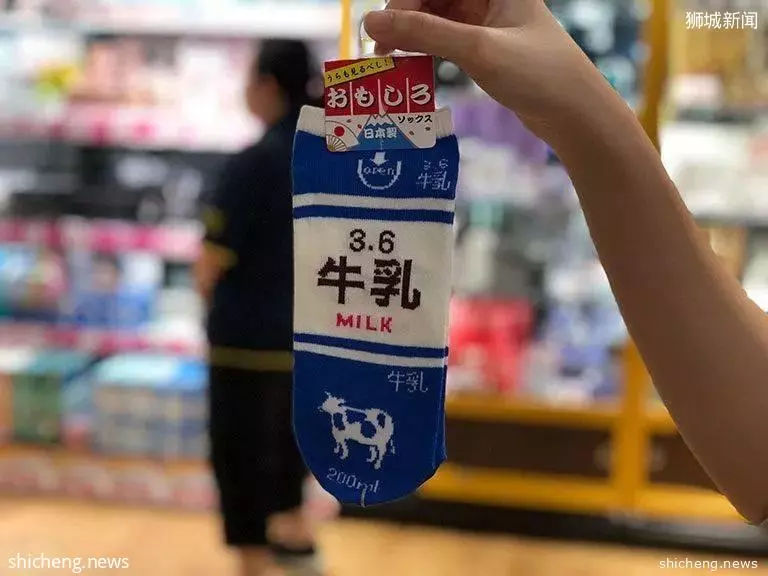 狮城新闻
うらも見るべし!
おもしろ
ソックス
日本製
open
3.6
牛乳
3.6
牛乳
MILK
牛乳
200ml
shicheng.news
shicheng.news